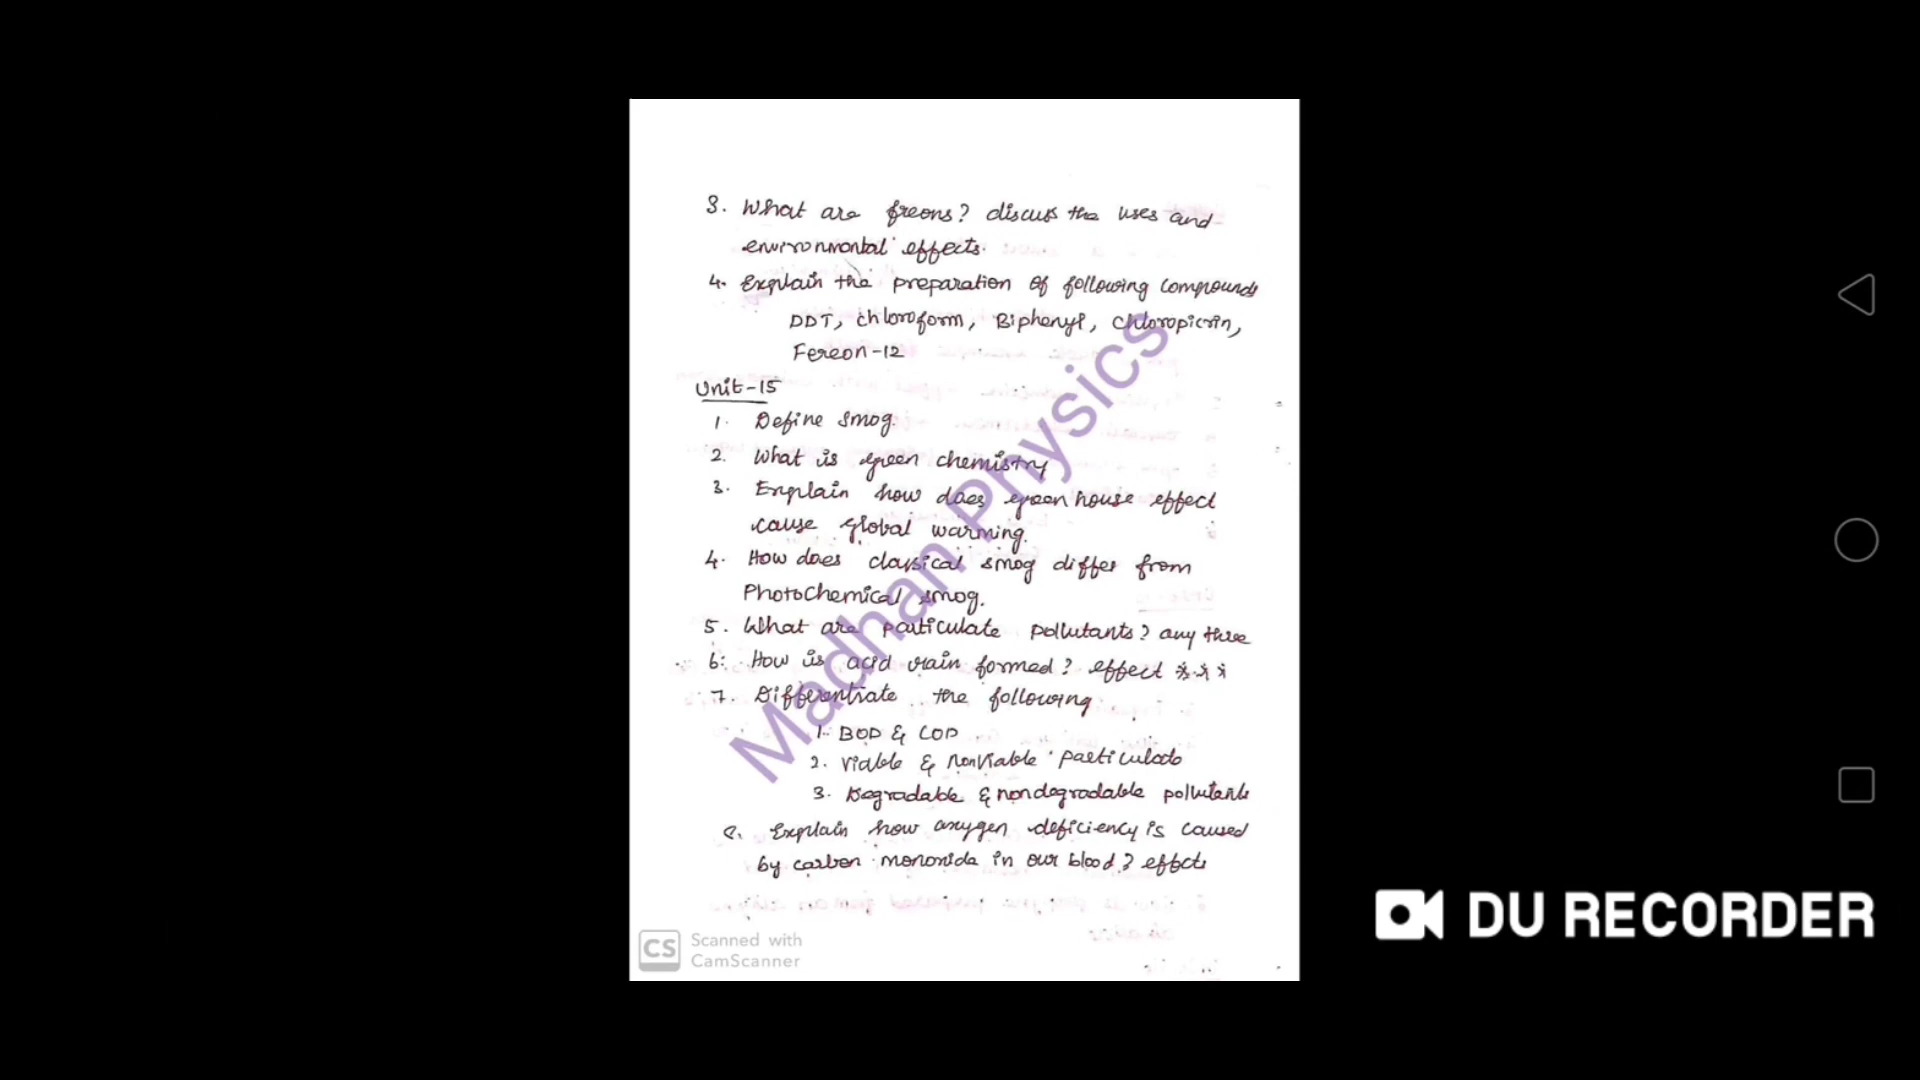 3. What are freons? discuss the uses and
environmental effects.
4. Explain the preparation of following compounds
DDT, chloroform, Biphenyl, Chloropicrin,
Fereon-12
Unit-15
1. Define smog.
2. What is green chemistry
3. Explain how does green house effect
cause global warming.
4. How does classical smog differ from
Photochemical smog.
5. What are particulate pollutants? any three
6. How is acid rain formed? effect ***
7. Differentiate the following
1. BOD & COD
2. Viable & nonviable particulate
3. Degradable & nondegradable pollutants
8. Explain how oxygen deficiency is caused
by carbon monoxide in our blood? effects
Madhan Physics
CS Scanned with
CamScanner
DU RECORDER